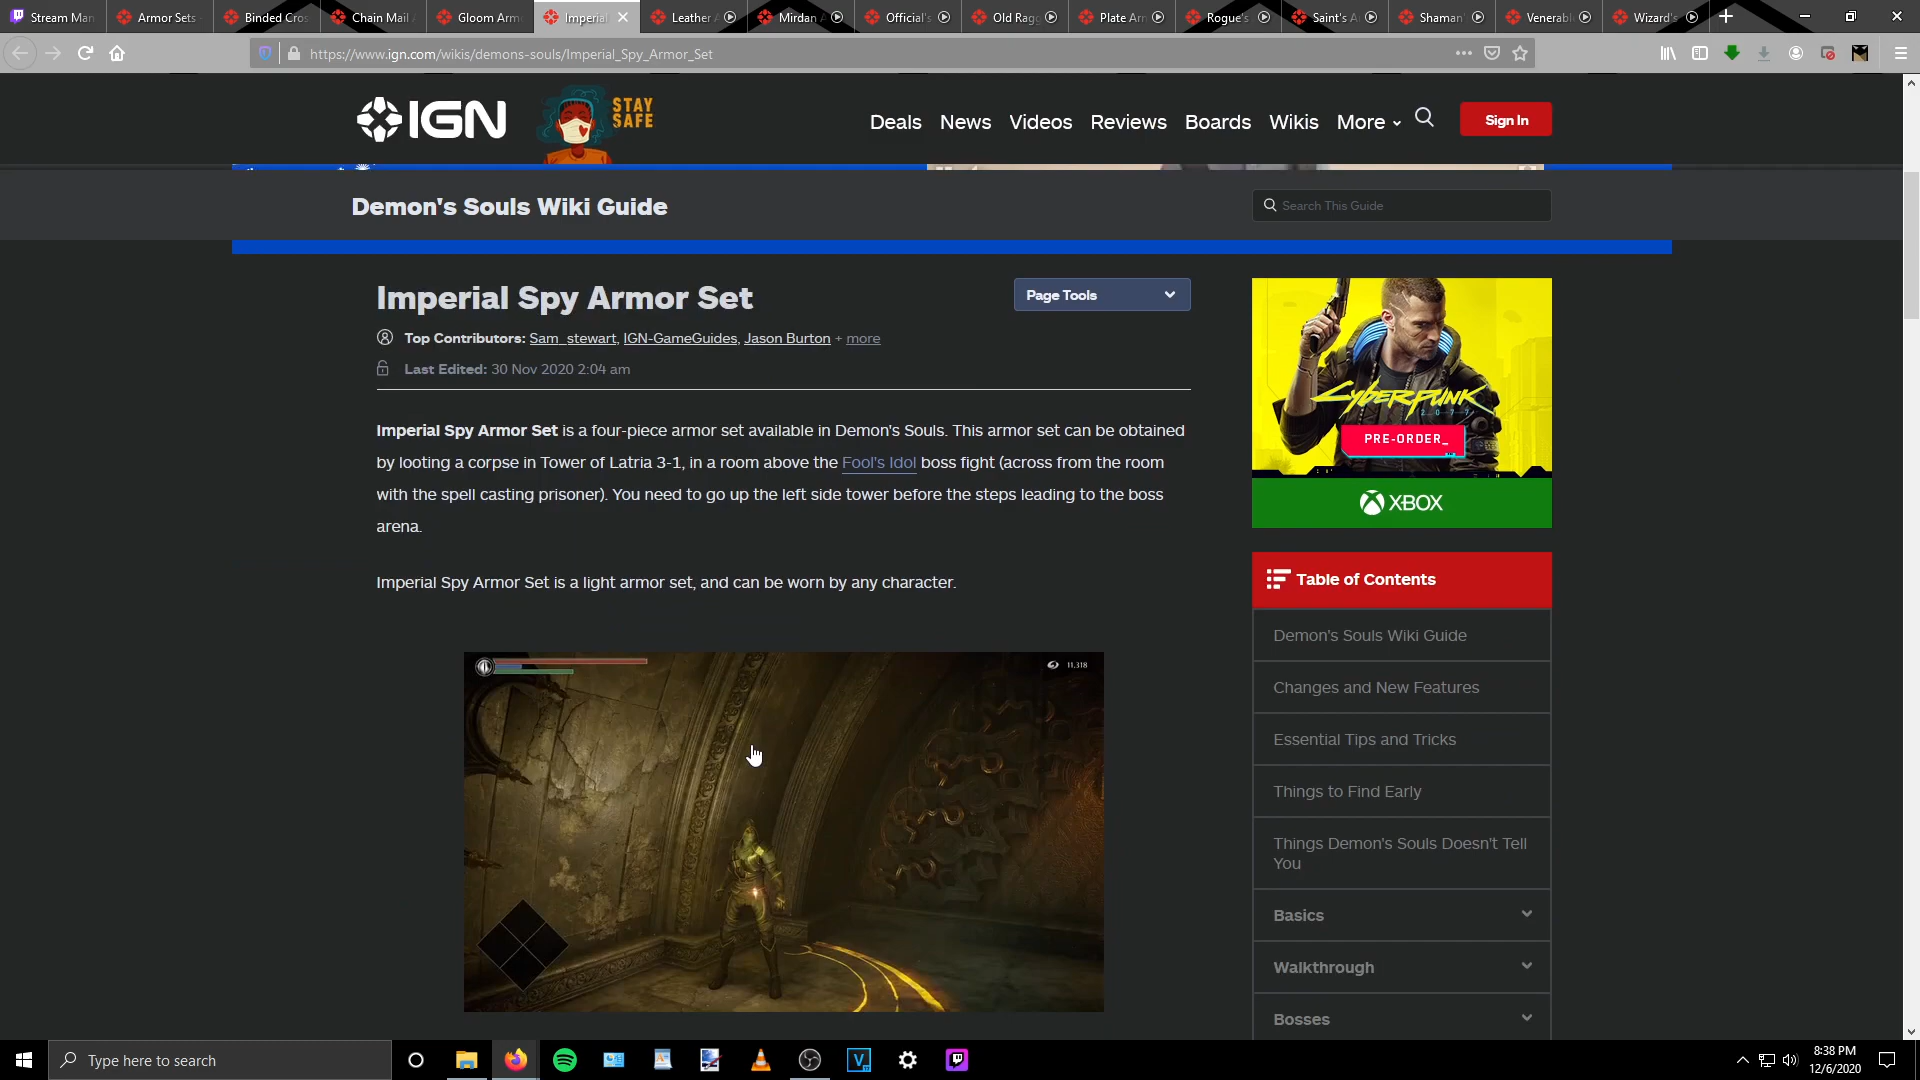 Stream Man
Armor Sets
Binded Cros
Chain Mail
Gloom Armo
Imperial
Leather
Mirdan
Official's
Old Ragg
Plate Arm
Rogue's
Saint's A
Shaman'
Venerabl
Wizard's
https://www.ign.com/wikis/demons-souls/Imperial_Spy_Armor_Set
IGN
STAY
SAFE
Deals News Videos Reviews Boards Wikis More
Sign In
Demon's Souls Wiki Guide
Search This Guide
Imperial Spy Armor Set
Page Tools
Top Contributors: Sam_stewart, IGN-GameGuides, Jason Burton + more
Last Edited: 30 Nov 2020 2:04 am
Imperial Spy Armor Set is a four-piece armor set available in Demon's Souls. This armor set can be obtained
by looting a corpse in Tower of Latria 3-1, in a room above the Fool's Idol boss fight (across from the room
with the spell casting prisoner). You need to go up the left side tower before the steps leading to the boss
arena.
Imperial Spy Armor Set is a light armor set, and can be worn by any character.
11,318
CYBERPUNK
2077
PRE-ORDER_
XBOX
Table of Contents
Demon's Souls Wiki Guide
Changes and New Features
Essential Tips and Tricks
Things to Find Early
Things Demon's Souls Doesn't Tell
You
Basics
Walkthrough
Bosses
Type here to search
8:38 PM
12/6/2020